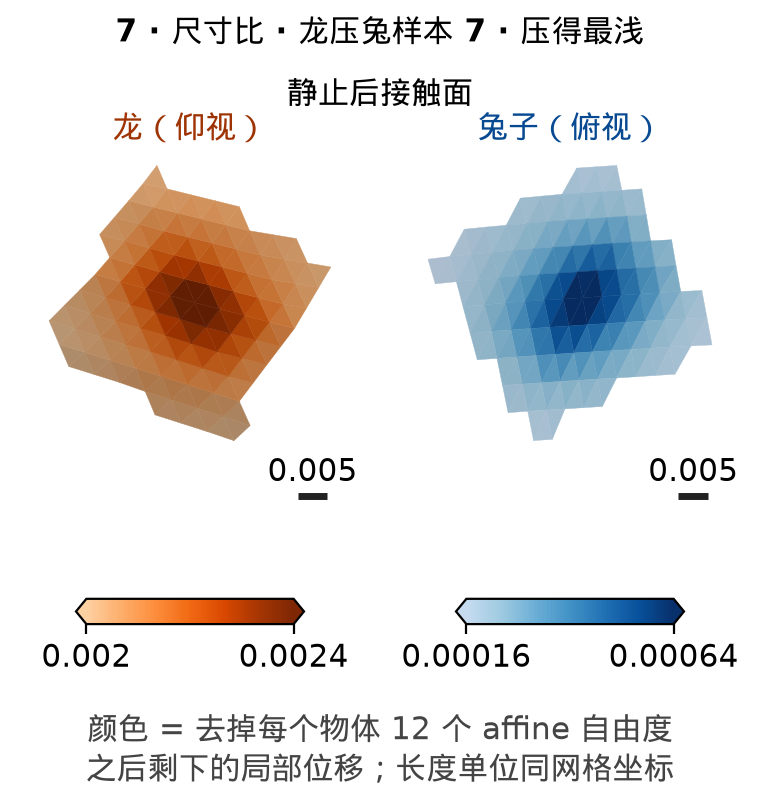 7 · 尺寸比 · 龙压兔样本 7 · 压得最浅
静止后接触面
龙（仰视）
兔子（俯视）
0.005
0.005
0.002
0.0024
0.00016
0.00064
颜色 = 去掉每个物体 12 个 affine 自由度
之后剩下的局部位移；长度单位同网格坐标